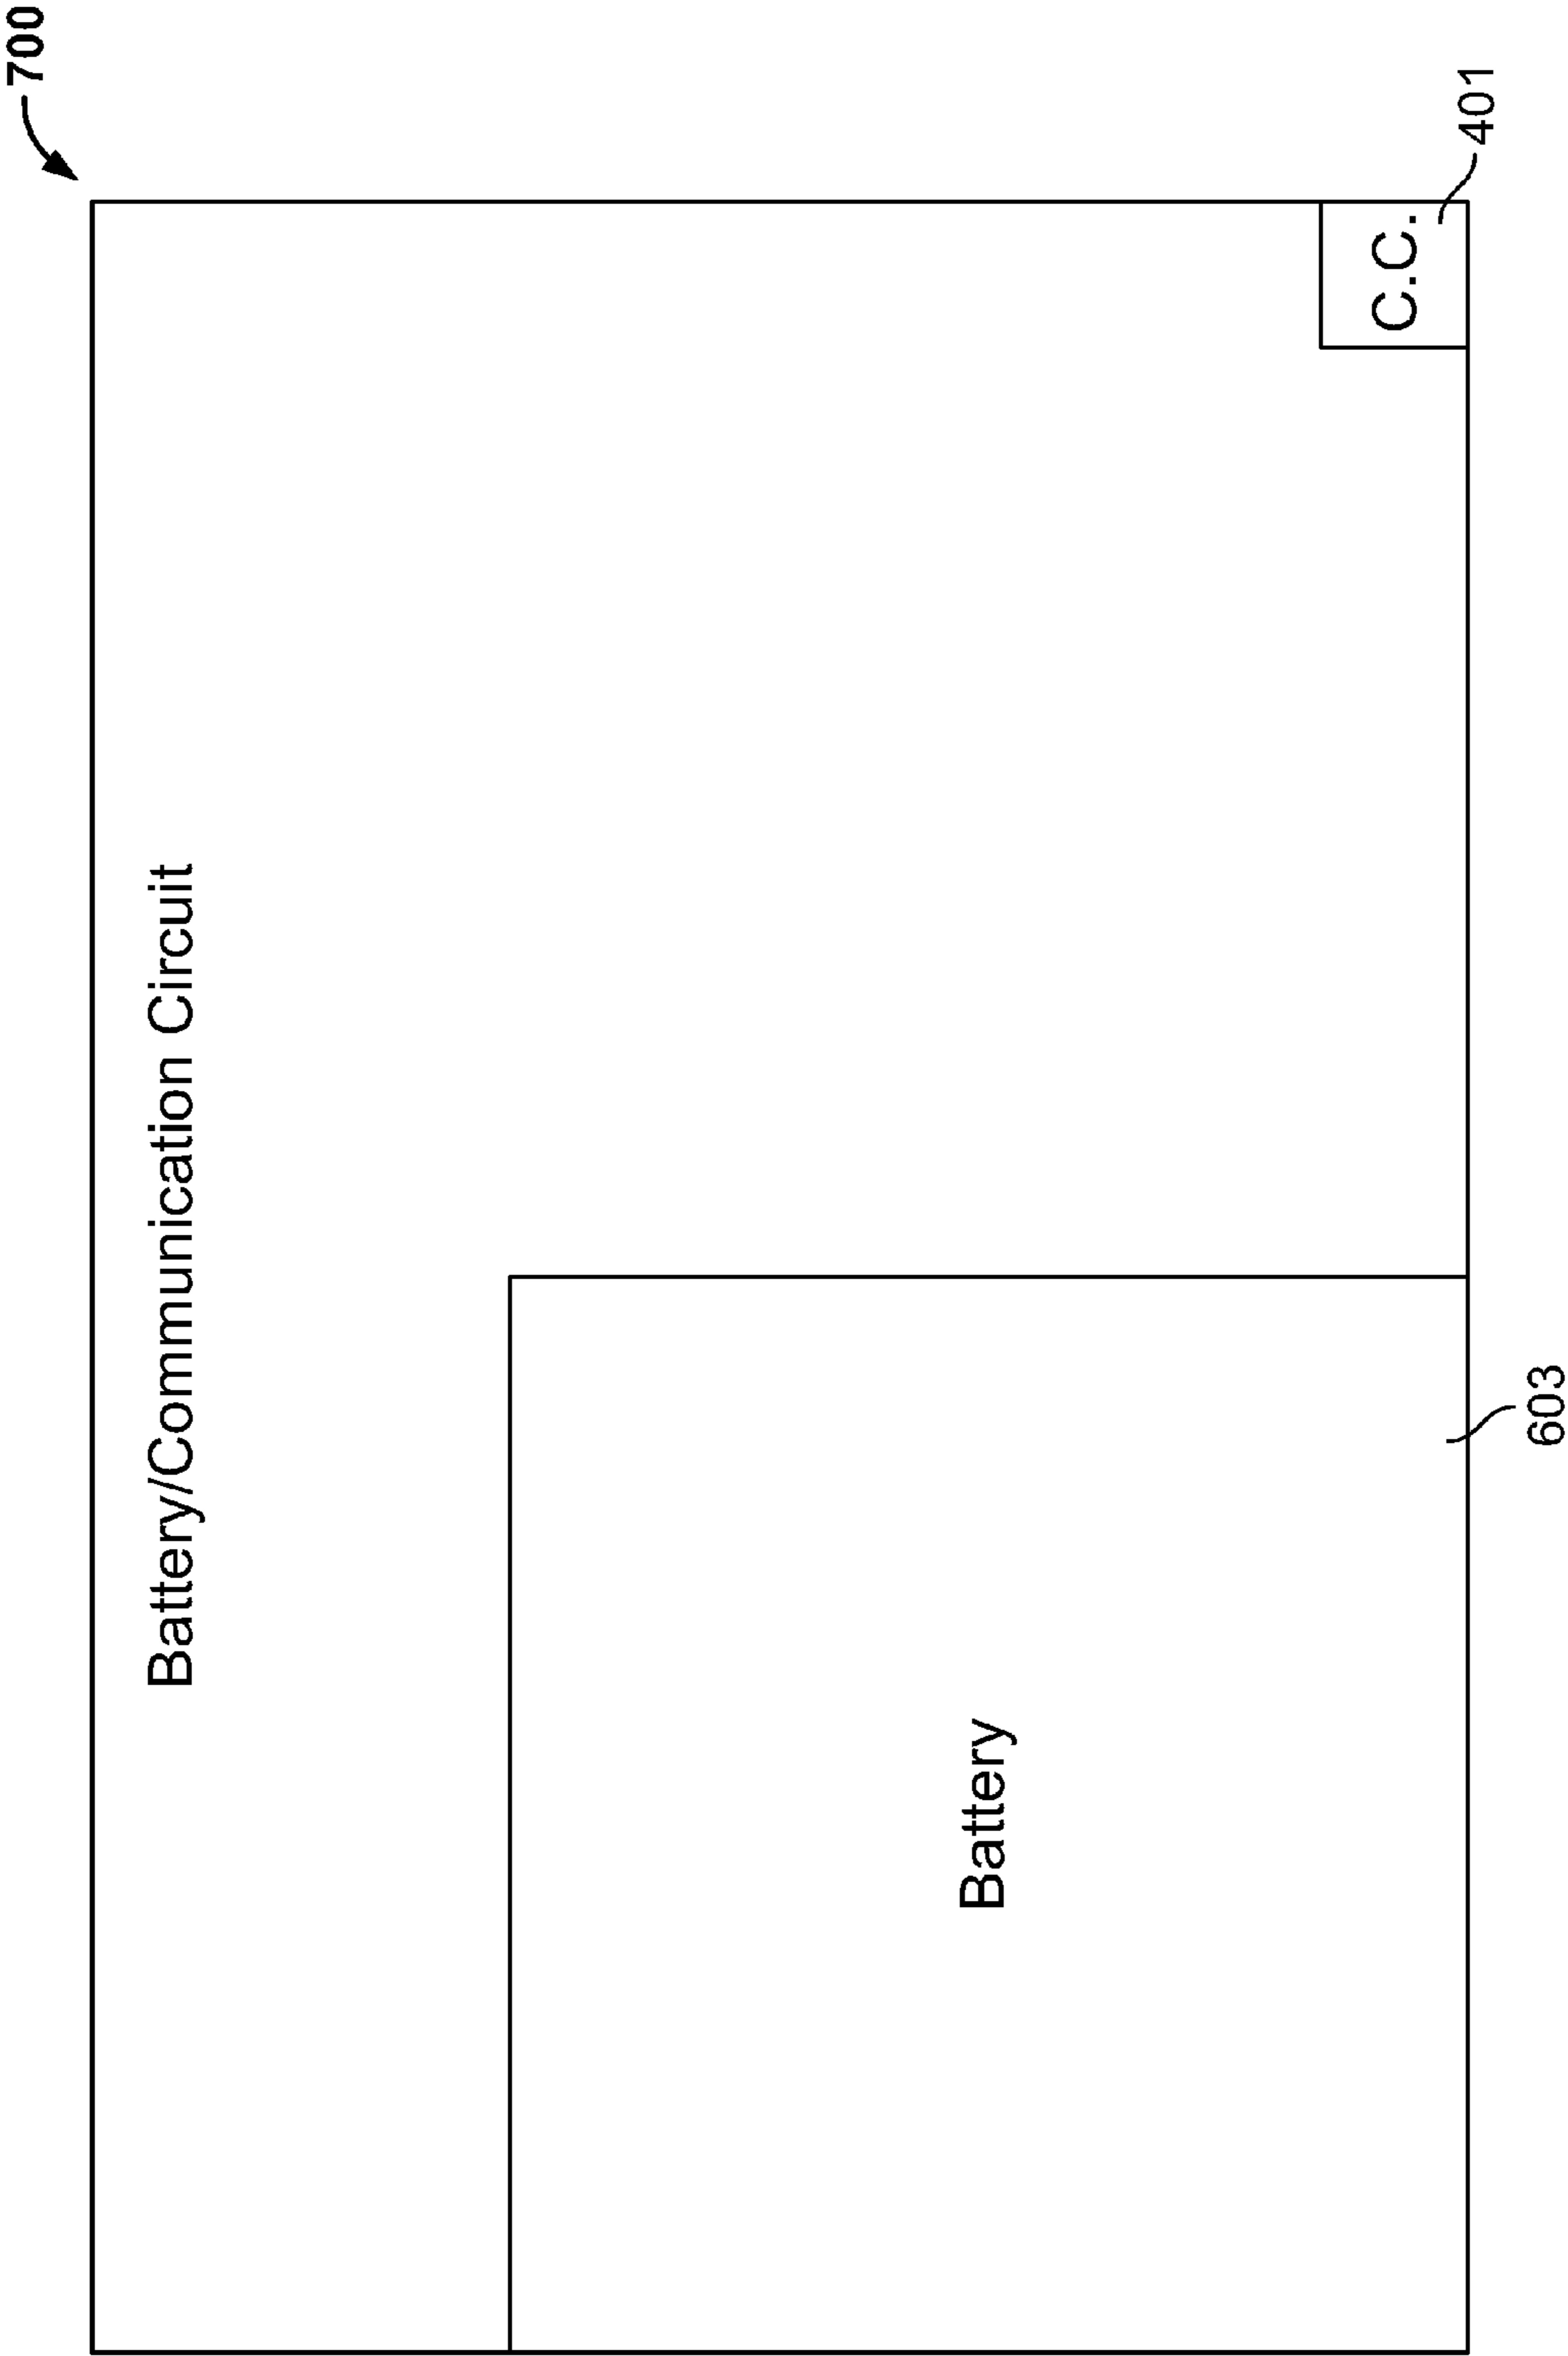 700
Battery/Communication Circuit
Battery
C.C.
603
401